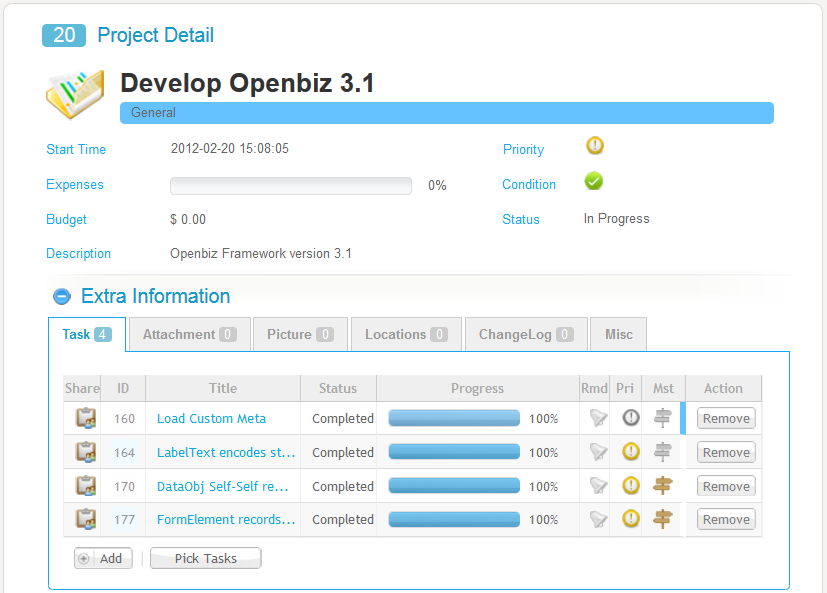 20 Project Detail
Develop Openbiz 3.1
General
Start Time 2012-02-20 15:08:05 Priority
Expenses 0% Condition
Budget $ 0.00 Status In Progress
Description Openbiz Framework version 3.1
Extra Information
Task 4 Attachment 0 Picture 0 Locations 0 ChangeLog 0 Misc
Share ID Title Status Progress Rmd Pri Mst Action
160 Load Custom Meta Completed 100% Remove
164 LabelText encodes st... Completed 100% Remove
170 DataObj Self-Self re... Completed 100% Remove
177 FormElement records... Completed 100% Remove
Add Pick Tasks